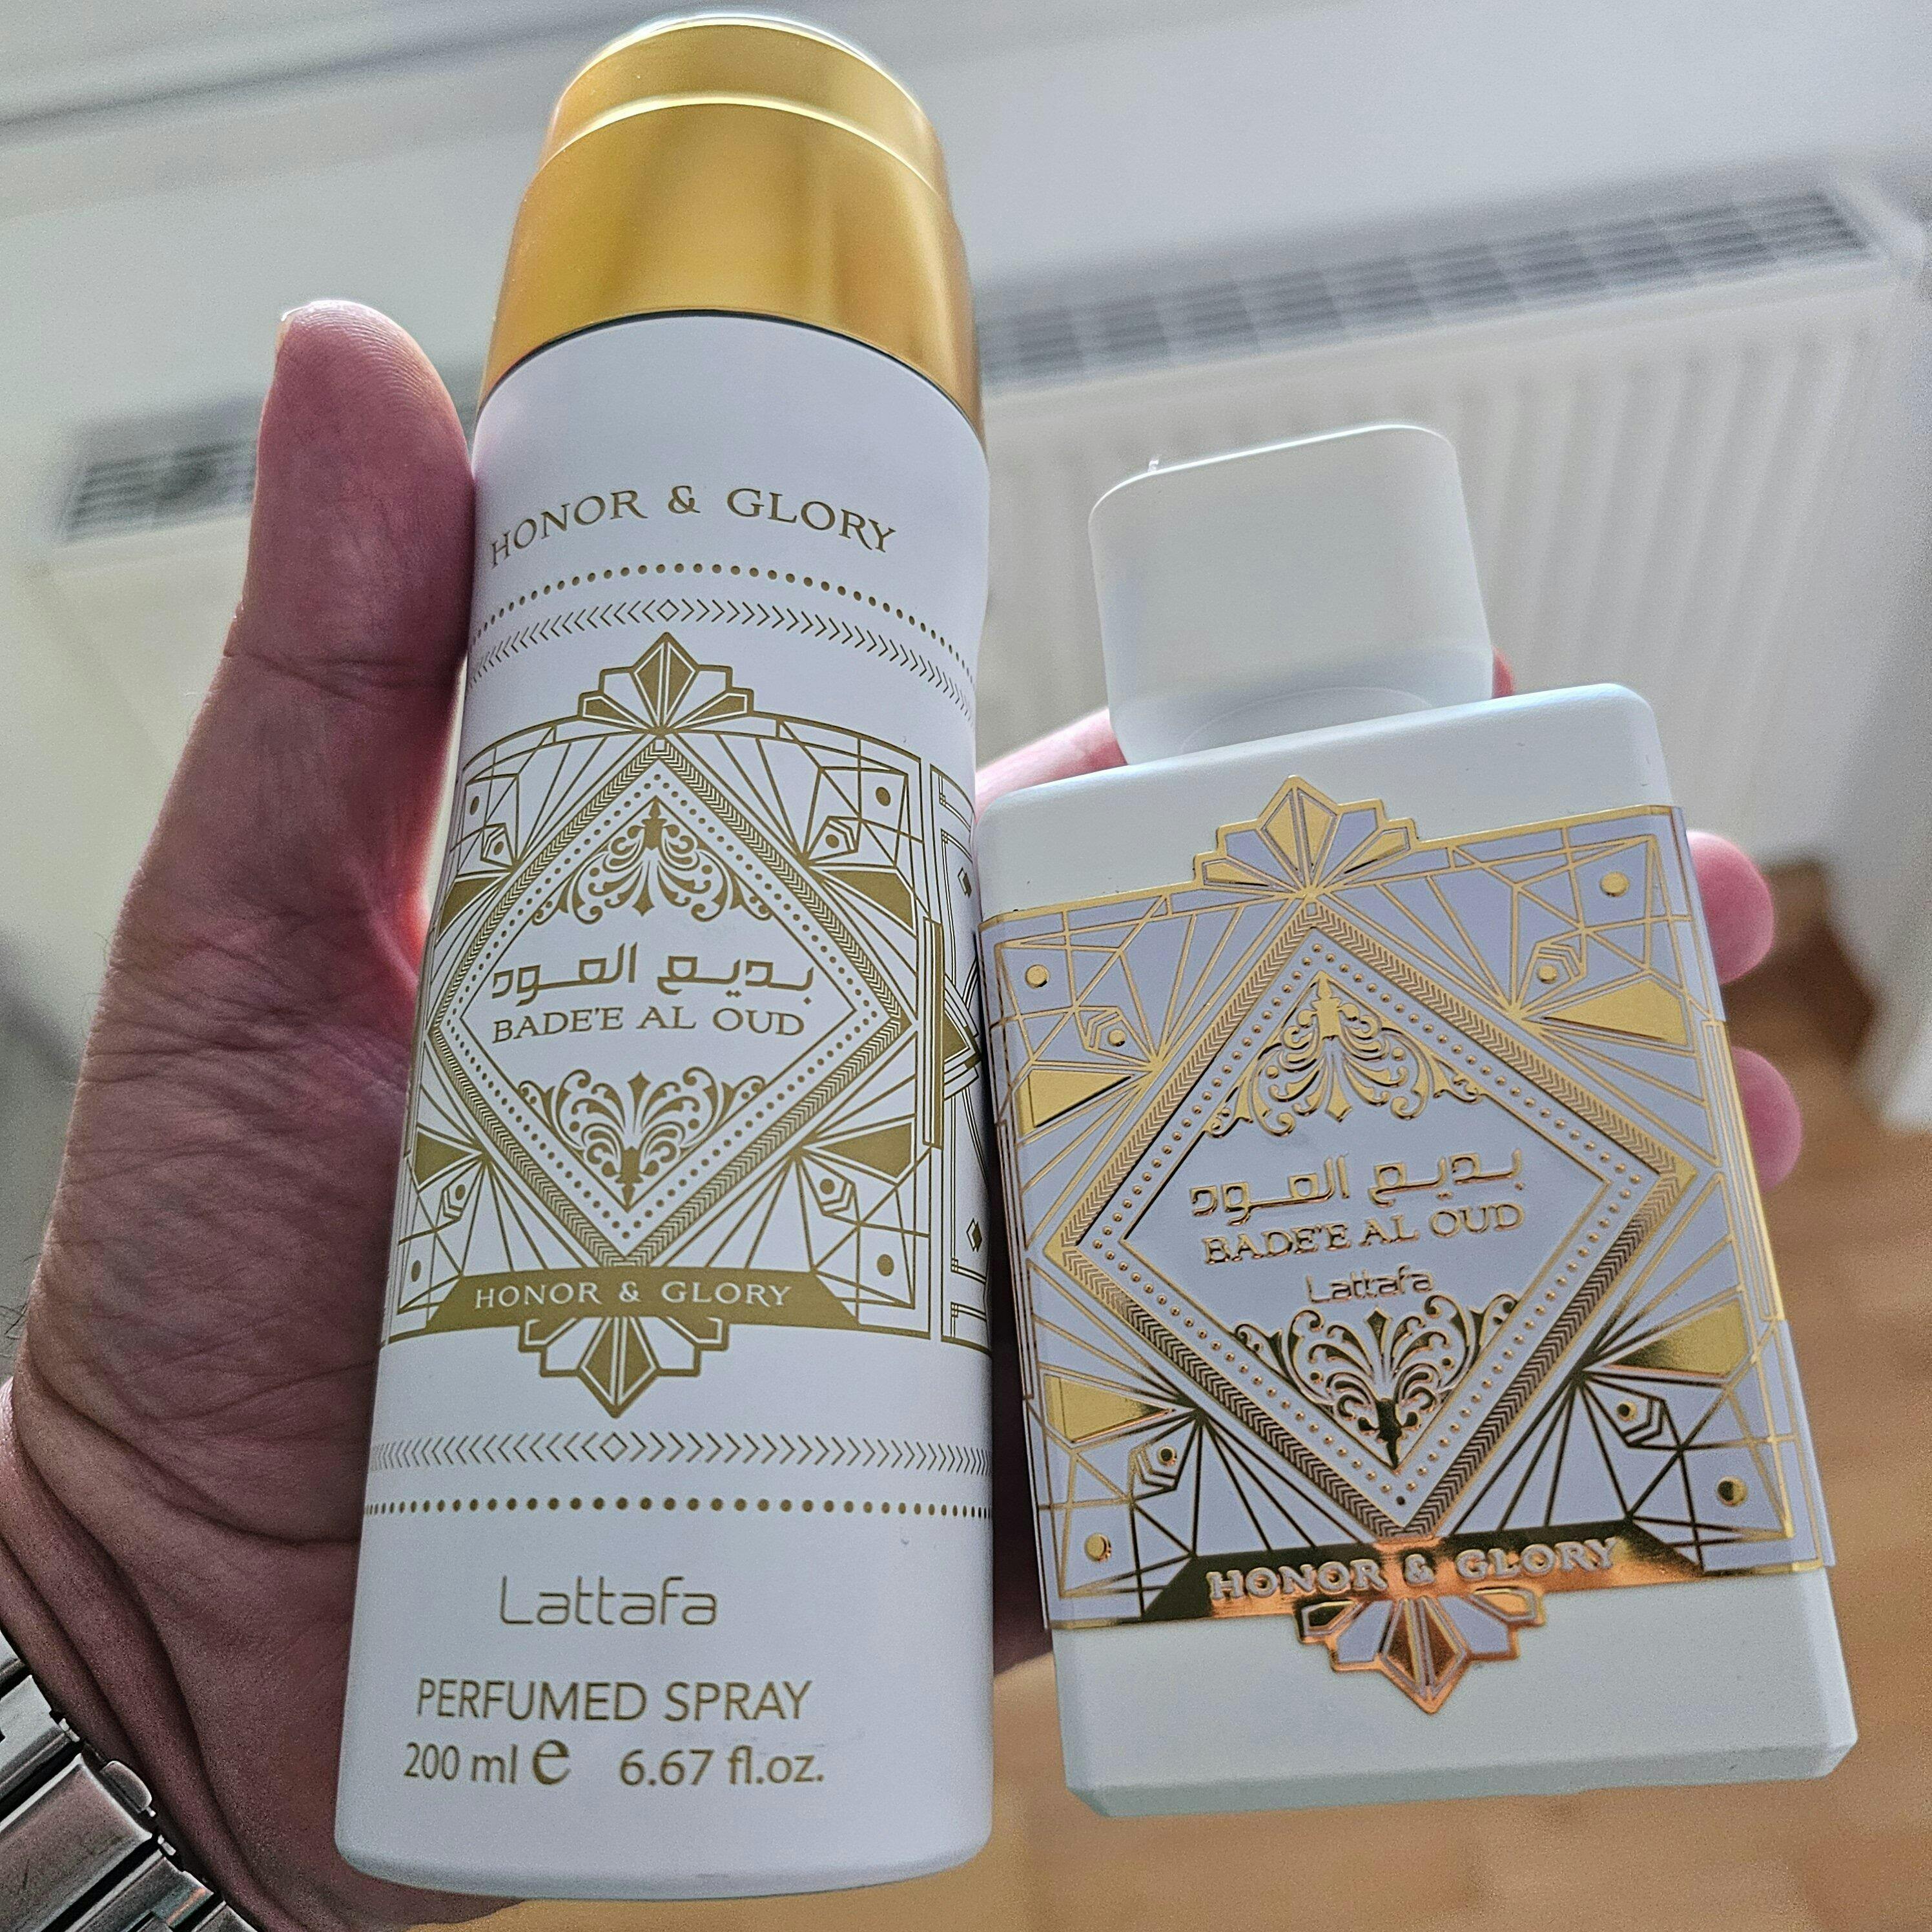 HONOR & GLORY
بديع العود
BADE'E AL OUD
HONOR & GLORY
Lattafa
PERFUMED SPRAY
200 ml ℮ 6.67 fl.oz.
بديع العود
BADE'E AL OUD
Lattafa
HONOR & GLORY